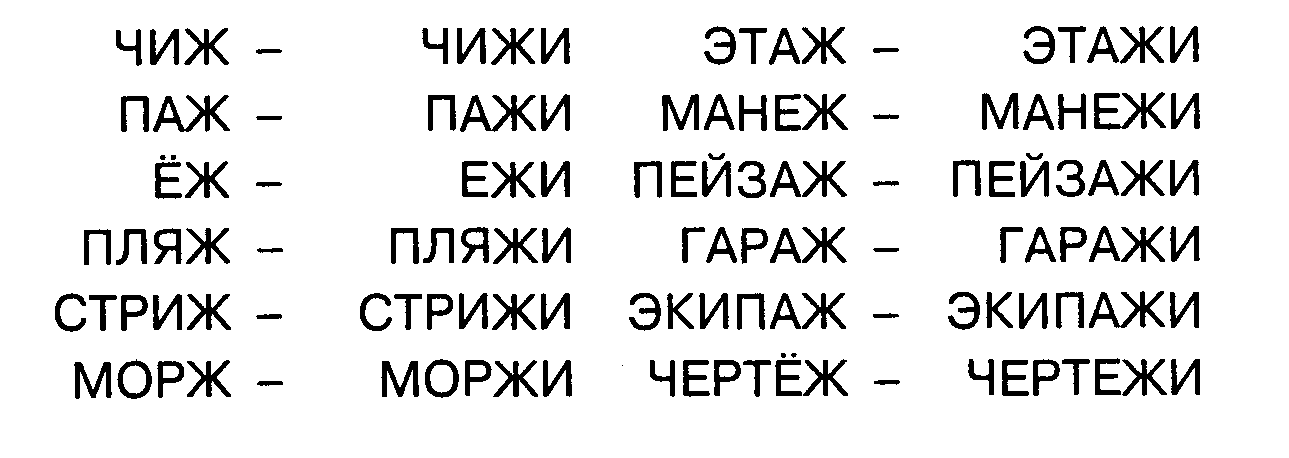 ЧИЖ – ЧИЖИ ЭТАЖ – ЭТАЖИ
ПАЖ – ПАЖИ МАНЕЖ – МАНЕЖИ
ЁЖ – ЕЖИ ПЕЙЗАЖ – ПЕЙЗАЖИ
ПЛЯЖ – ПЛЯЖИ ГАРАЖ – ГАРАЖИ
СТРИЖ – СТРИЖИ ЭКИПАЖ – ЭКИПАЖИ
МОРЖ – МОРЖИ ЧЕРТЁЖ – ЧЕРТЕЖИ